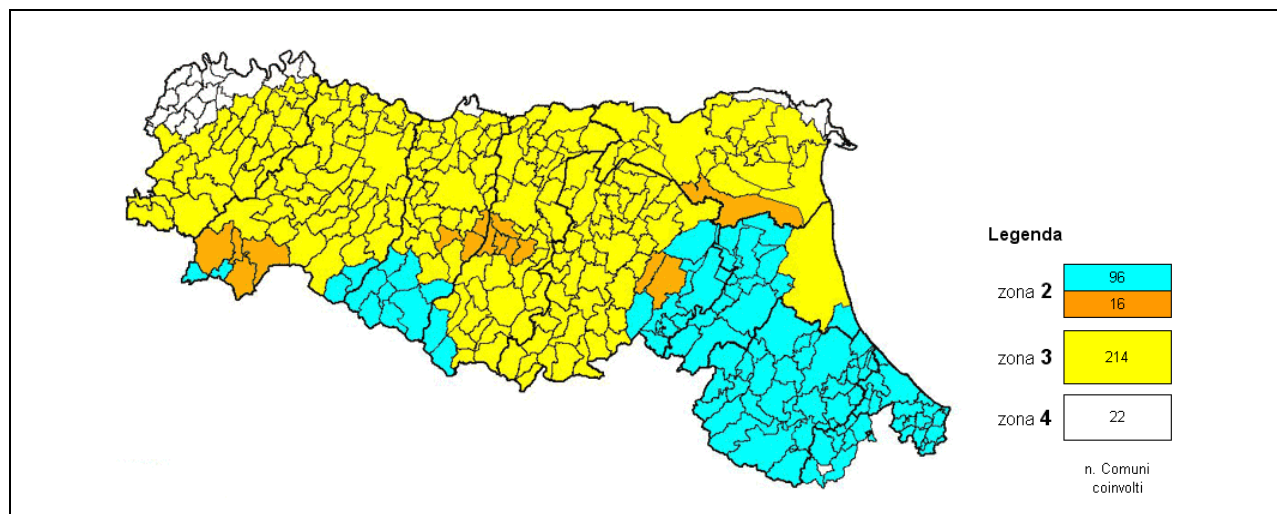 Legenda
zona 2
96
16
zona 3
214
zona 4
22
n. Comuni
coinvolti